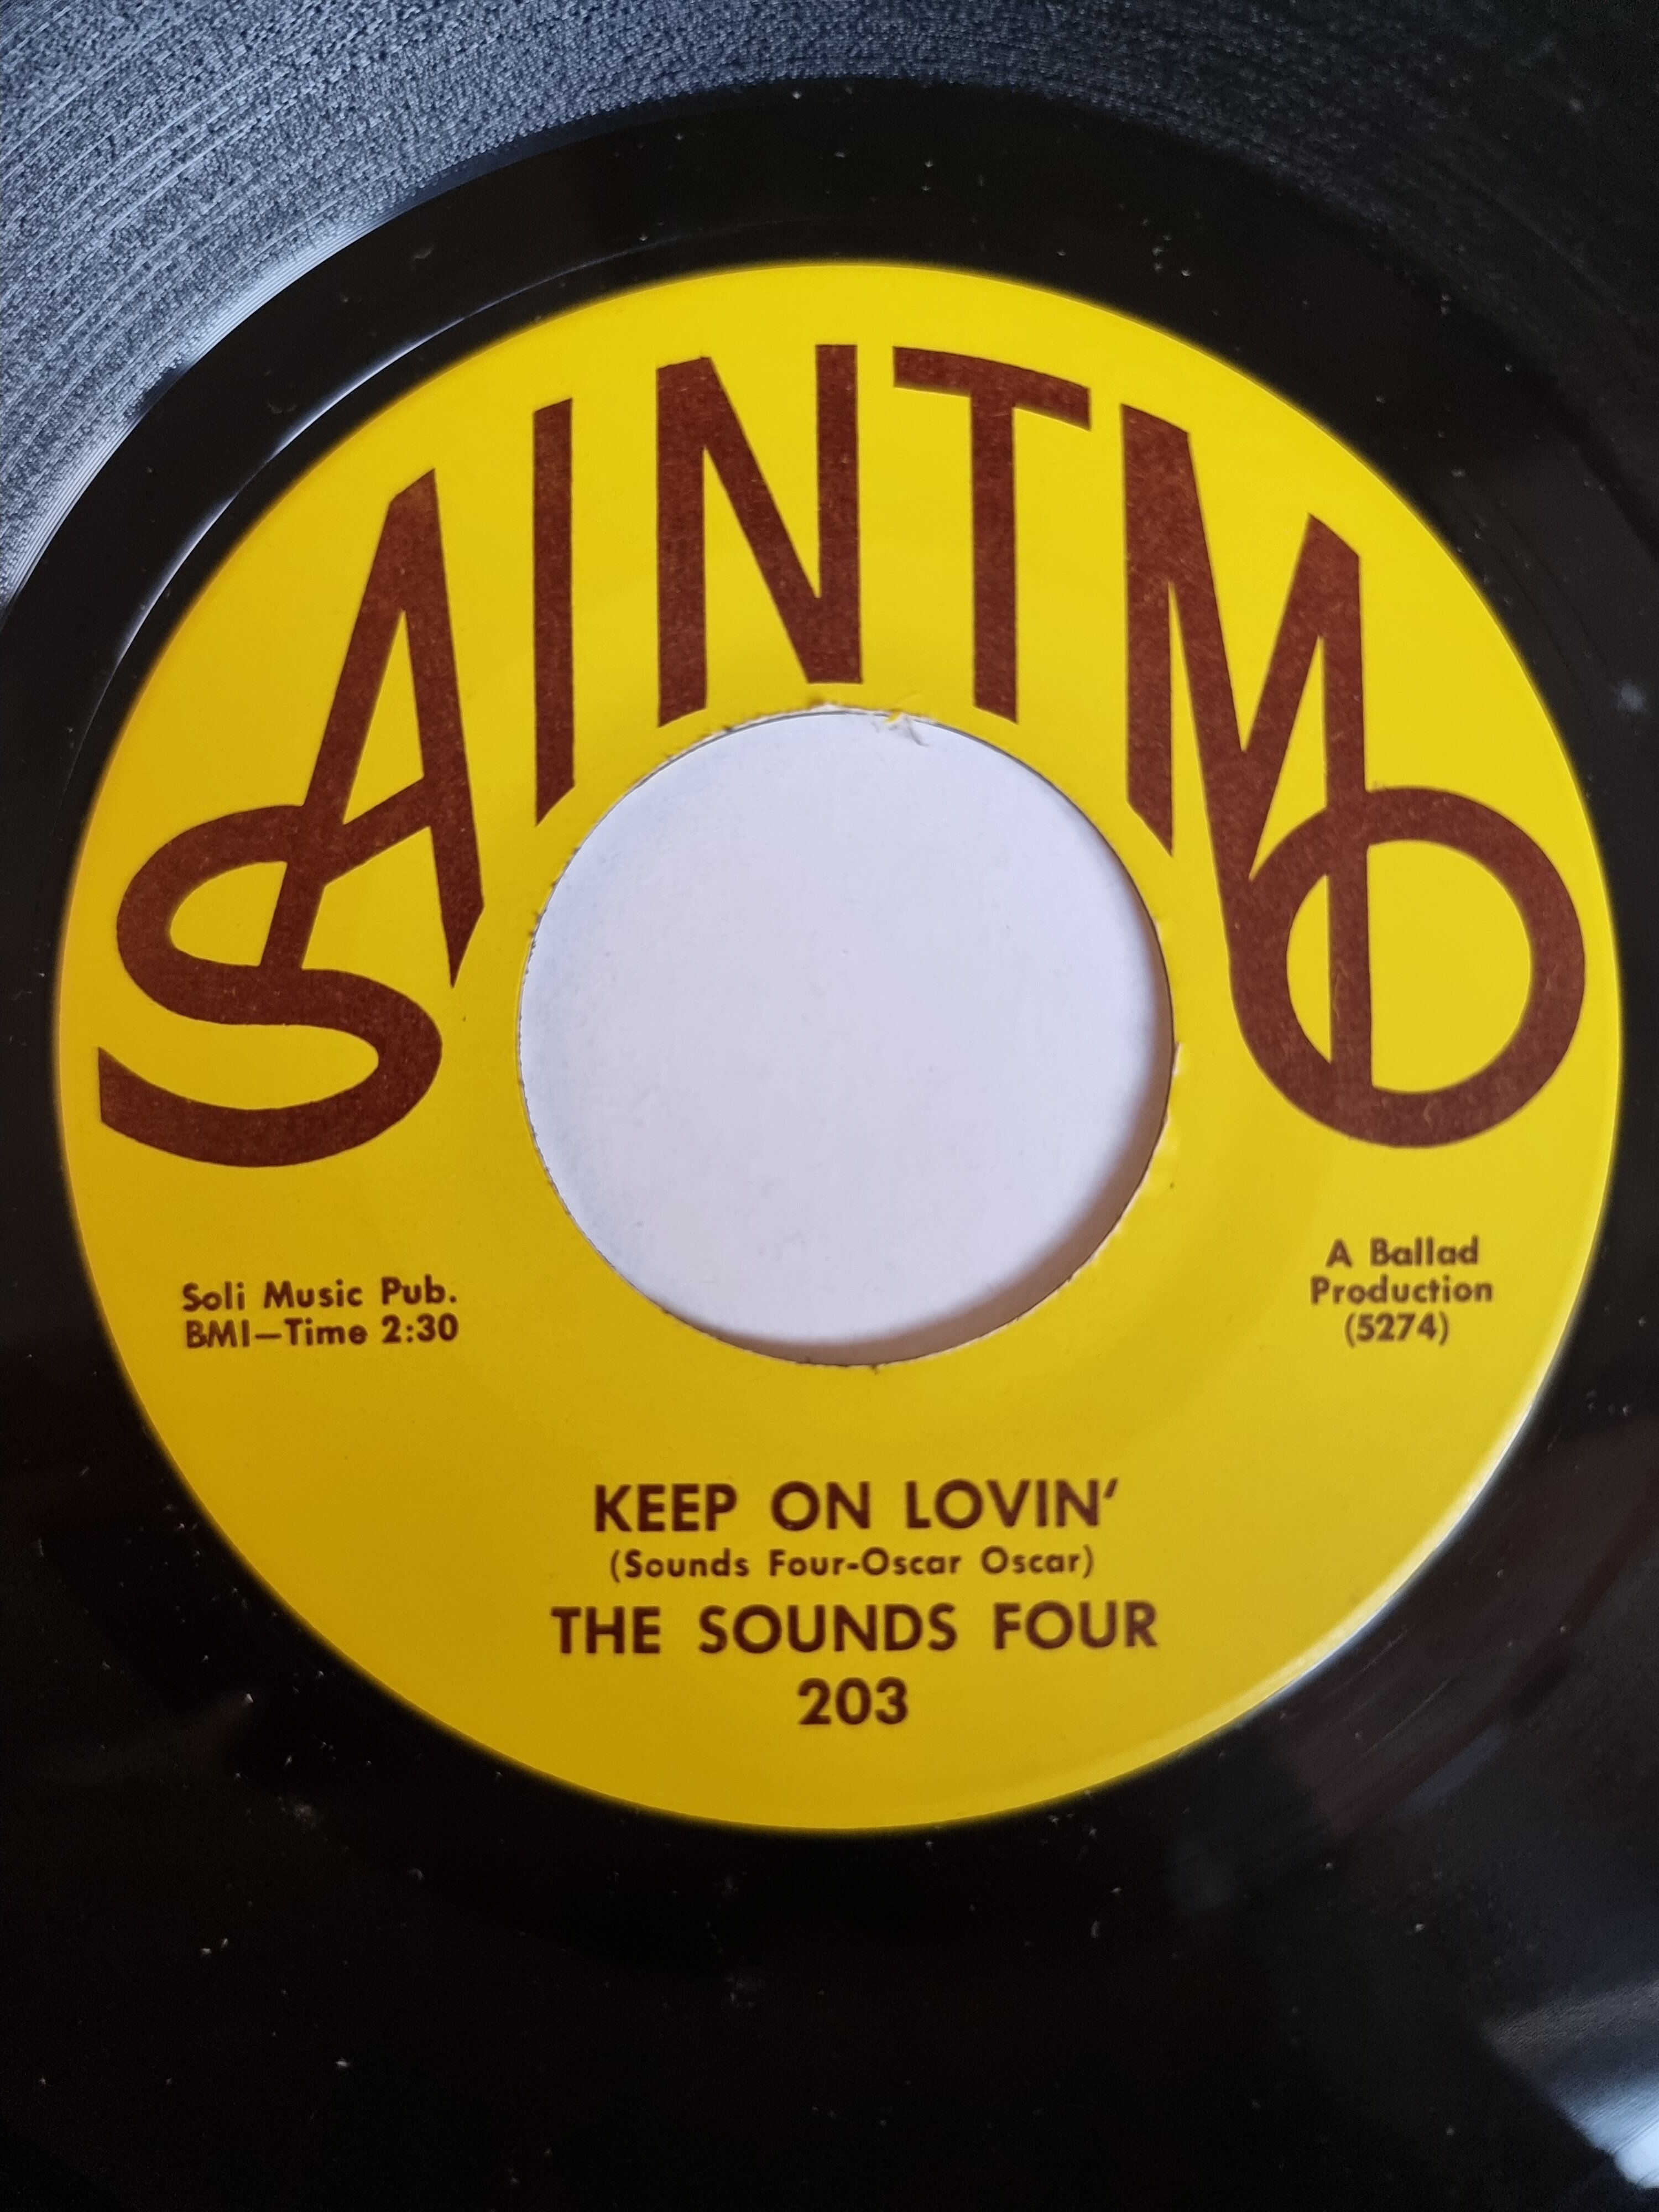 SAINTMO
Soli Music Pub.
BMI—Time 2:30
A Ballad
Production
(5274)
KEEP ON LOVIN'
(Sounds Four-Oscar Oscar)
THE SOUNDS FOUR
203